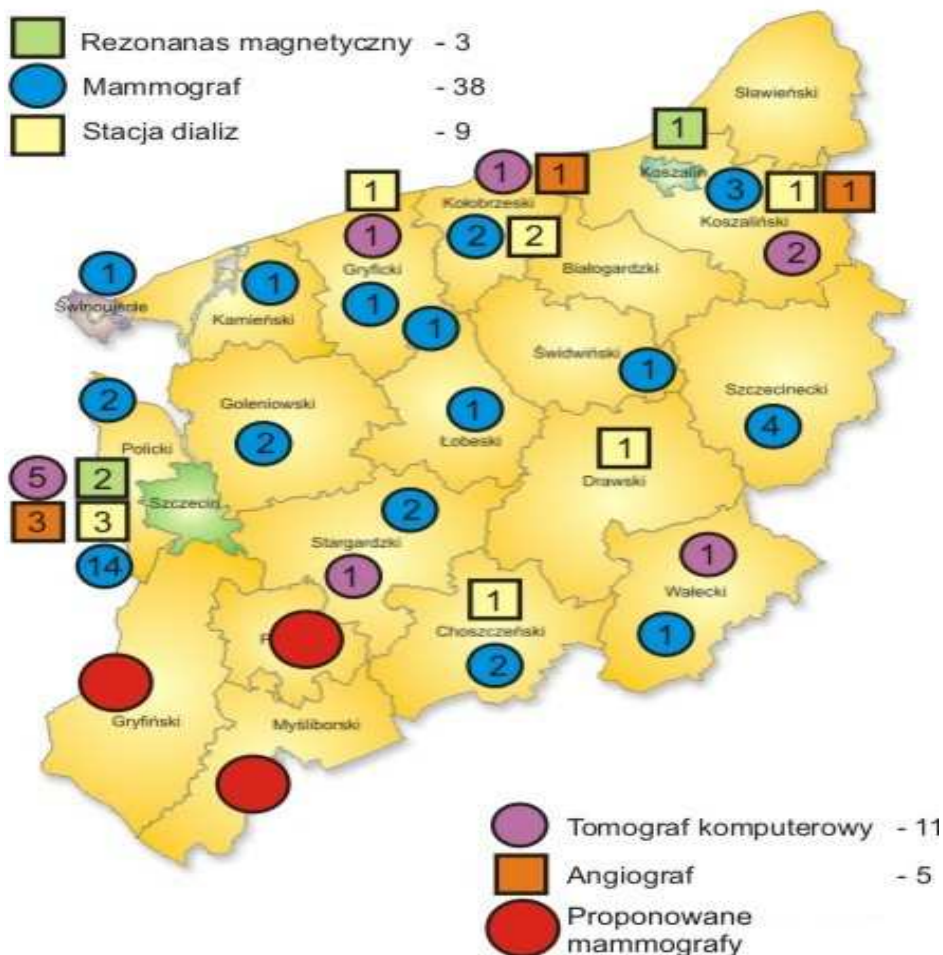 Rezonanas magnetyczny - 3
Mammograf - 38
Stacja dializ - 9
Sławieński
1
Koszalin
1 1
Kołobrzeski
3 1 1
Koszaliński
1
1
Gryficki
2 2
2
Białogardzki
1
Świnoujście
1
Kamieński
1
1
Świdwiński
1
Szczecinecki
4
2
Goleniowski
2
1
Łobeski
Policki
1
Drawski
5 2
Szczecin
3 3
14
2
Stargardzki
1
1
Wałecki
1
1
Choszczeński
2
Gryfiński
Myśliborski
Tomograf komputerowy - 11
Angiograf - 5
Proponowane
mammografy